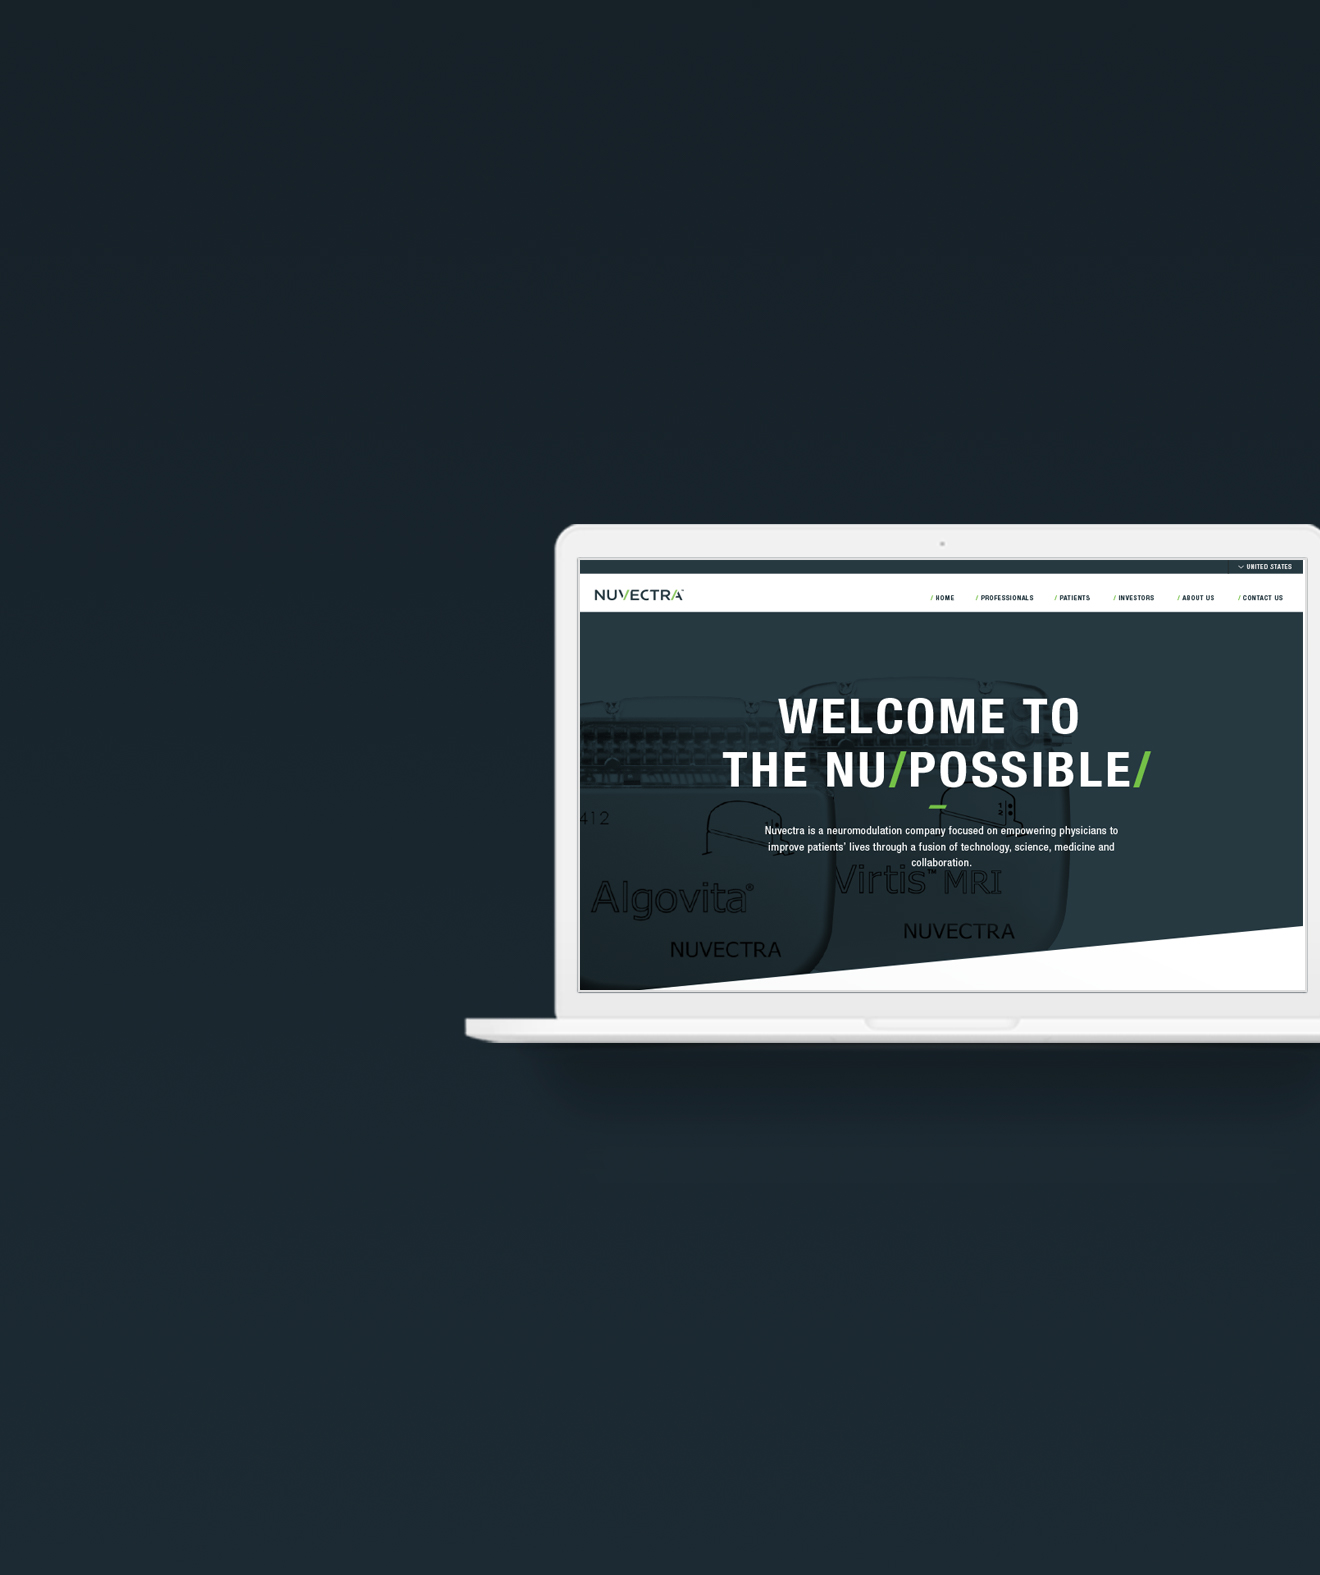 UNITED STATES
NUVECTRA
/ HOME / PROFESSIONALS / PATIENTS / INVESTORS / ABOUT US / CONTACT US
WELCOME TO
THE NU/POSSIBLE/
Nuvectra is a neuromodulation company focused on empowering physicians to
improve patients' lives through a fusion of technology, science, medicine and
collaboration.
412
1
2
Algovita®
NUVECTRA
Virtis™ MRI
NUVECTRA